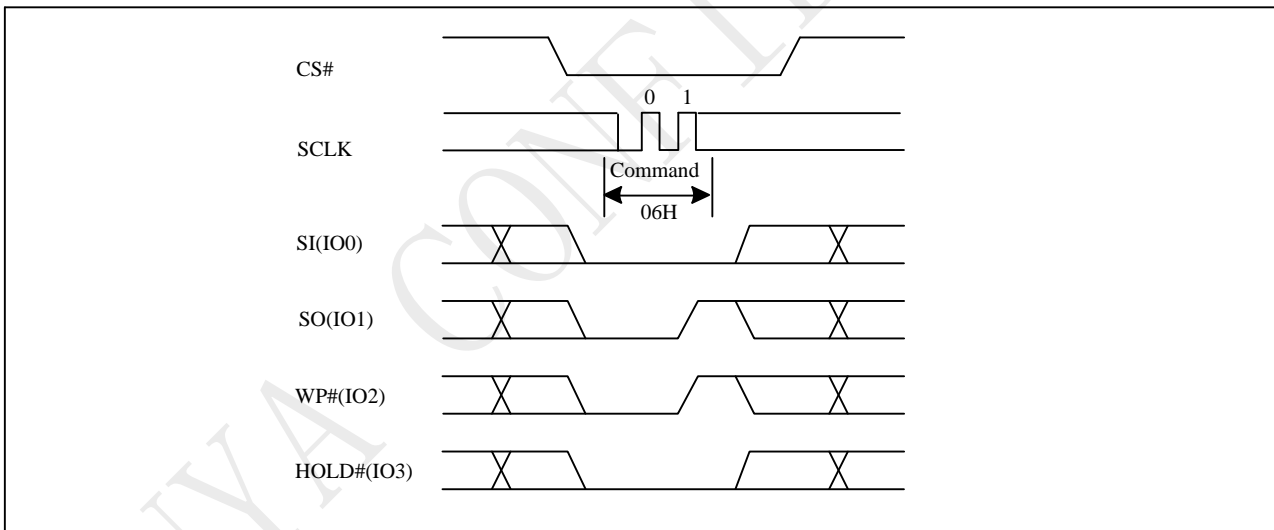 CS#
0 1
SCLK
Command
06H
SI(IO0)
SO(IO1)
WP#(IO2)
HOLD#(IO3)